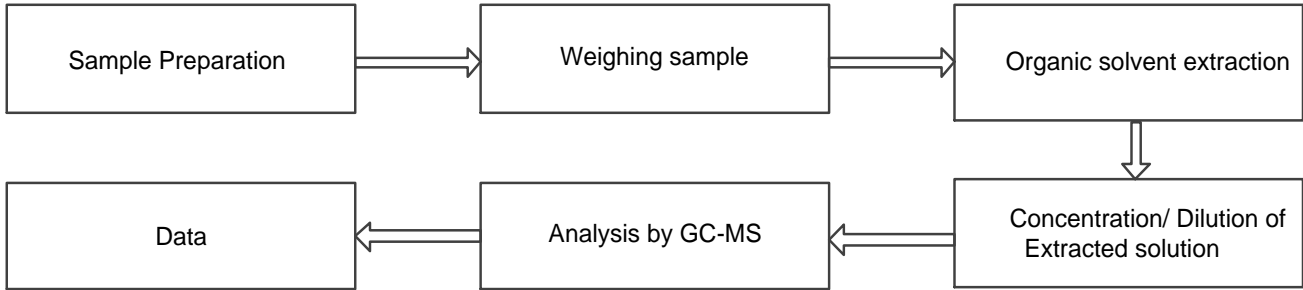 Sample Preparation
Weighing sample
Organic solvent extraction
Concentration/ Dilution of
Extracted solution
Analysis by GC-MS
Data